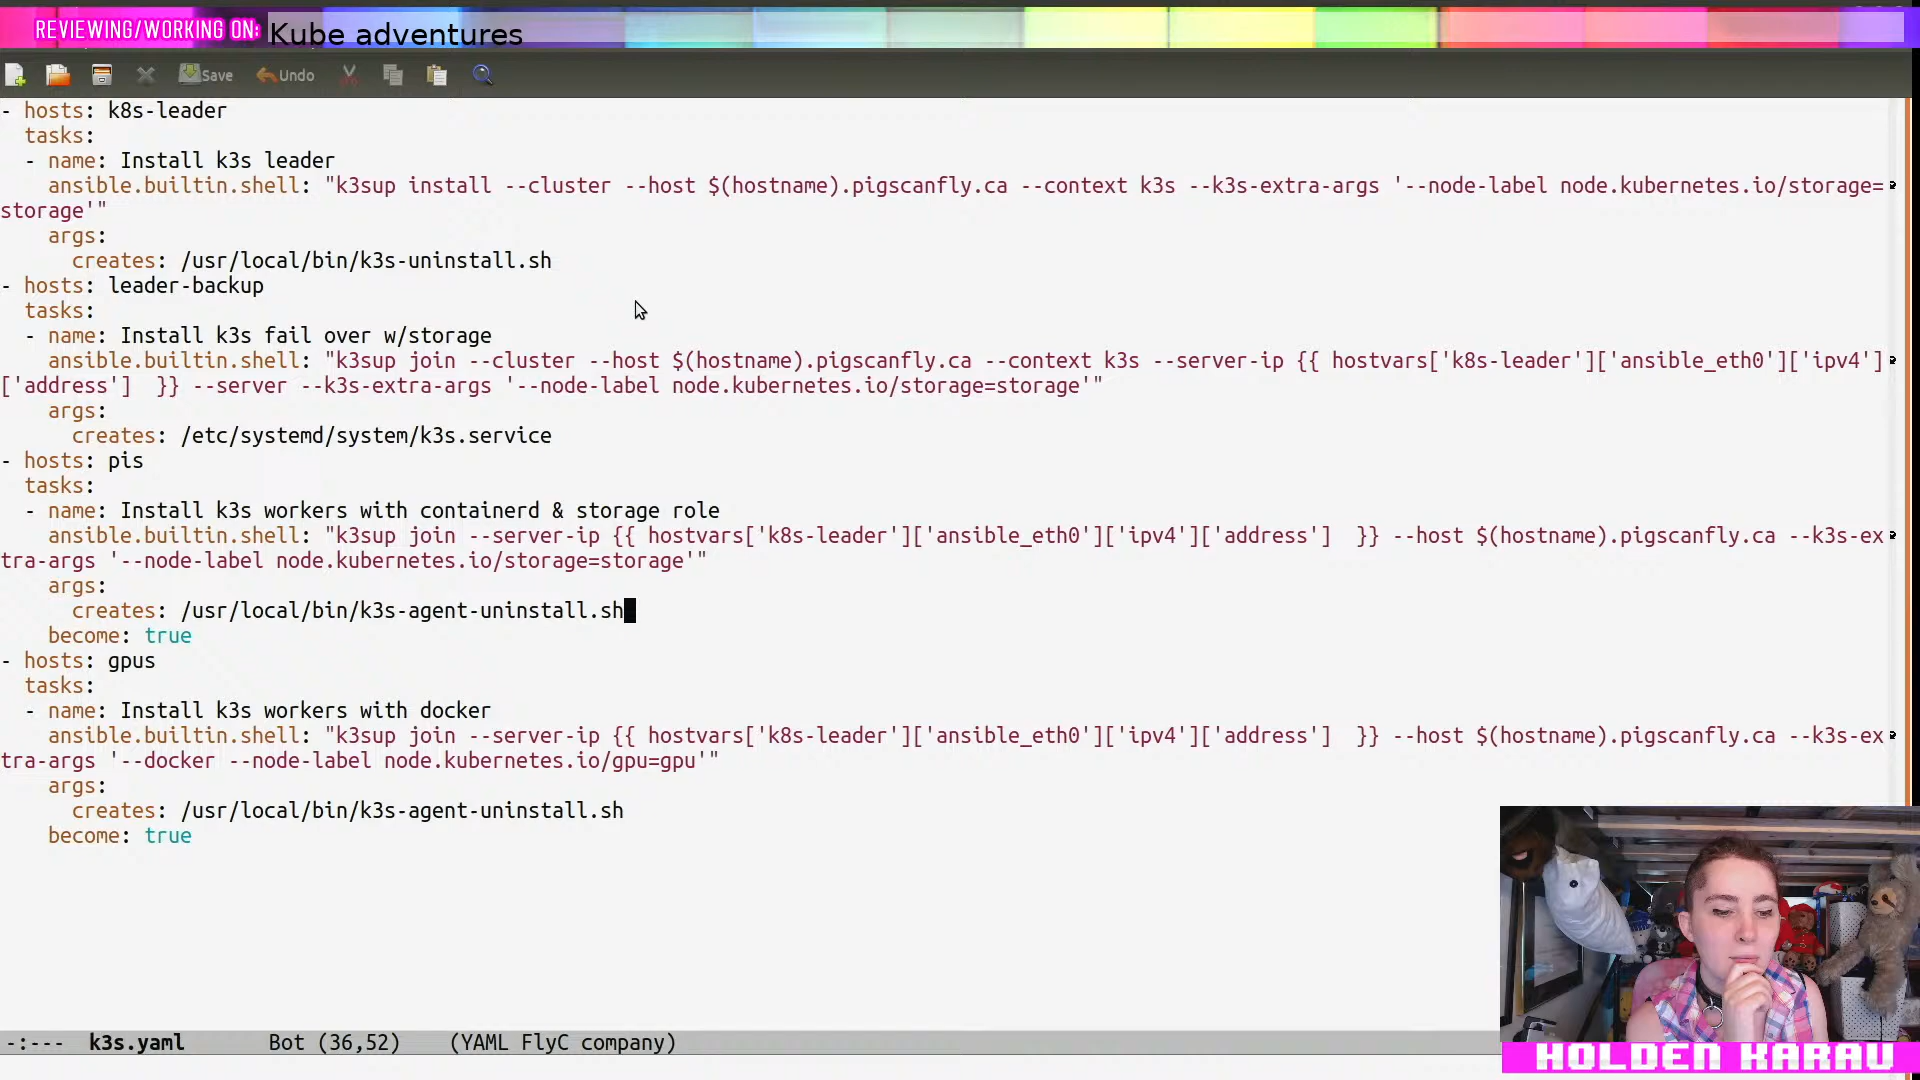 REVIEWING/WORKING ON: Kube adventures
Save Undo
- hosts: k8s-leader
  tasks:
  - name: Install k3s leader
    ansible.builtin.shell: "k3sup install --cluster --host $(hostname).pigscanfly.ca --context k3s --k3s-extra-args '--node-label node.kubernetes.io/storage=
storage'"
    args:
      creates: /usr/local/bin/k3s-uninstall.sh
- hosts: leader-backup
  tasks:
  - name: Install k3s fail over w/storage
    ansible.builtin.shell: "k3sup join --cluster --host $(hostname).pigscanfly.ca --context k3s --server-ip {{ hostvars['k8s-leader']['ansible_eth0']['ipv4']
['address']  }} --server --k3s-extra-args '--node-label node.kubernetes.io/storage=storage'"
    args:
      creates: /etc/systemd/system/k3s.service
- hosts: pis
  tasks:
  - name: Install k3s workers with containerd & storage role
    ansible.builtin.shell: "k3sup join --server-ip {{ hostvars['k8s-leader']['ansible_eth0']['ipv4']['address']  }} --host $(hostname).pigscanfly.ca --k3s-ex
tra-args '--node-label node.kubernetes.io/storage=storage'"
    args:
      creates: /usr/local/bin/k3s-agent-uninstall.sh
    become: true
- hosts: gpus
  tasks:
  - name: Install k3s workers with docker
    ansible.builtin.shell: "k3sup join --server-ip {{ hostvars['k8s-leader']['ansible_eth0']['ipv4']['address']  }} --host $(hostname).pigscanfly.ca --k3s-ex
tra-args '--docker --node-label node.kubernetes.io/gpu=gpu'"
    args:
      creates: /usr/local/bin/k3s-agent-uninstall.sh
    become: true
-:---  k3s.yaml       Bot (36,52)    (YAML FlyC company)
HOLDEN KARAU